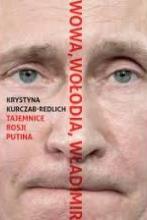 WOWA, WOŁODIA, WŁADIMIR
KRYSTYNA
KURCZAB-REDLICH
TAJEMNICE
ROSJI
PUTINA